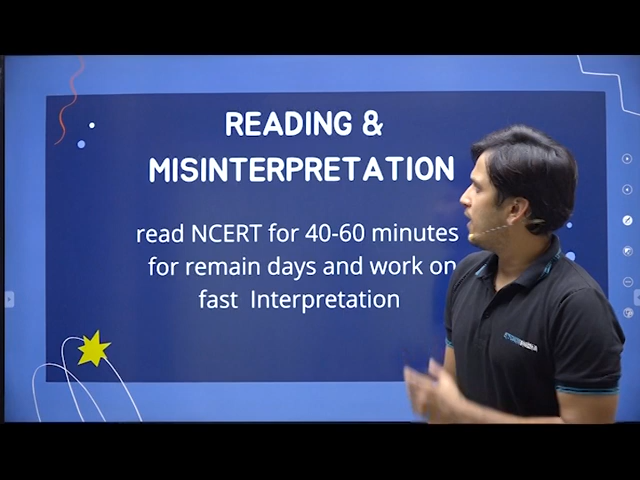 READING &
MISINTERPRETATION
read NCERT for 40-60 minutes
for remain days and work on
fast Interpretation